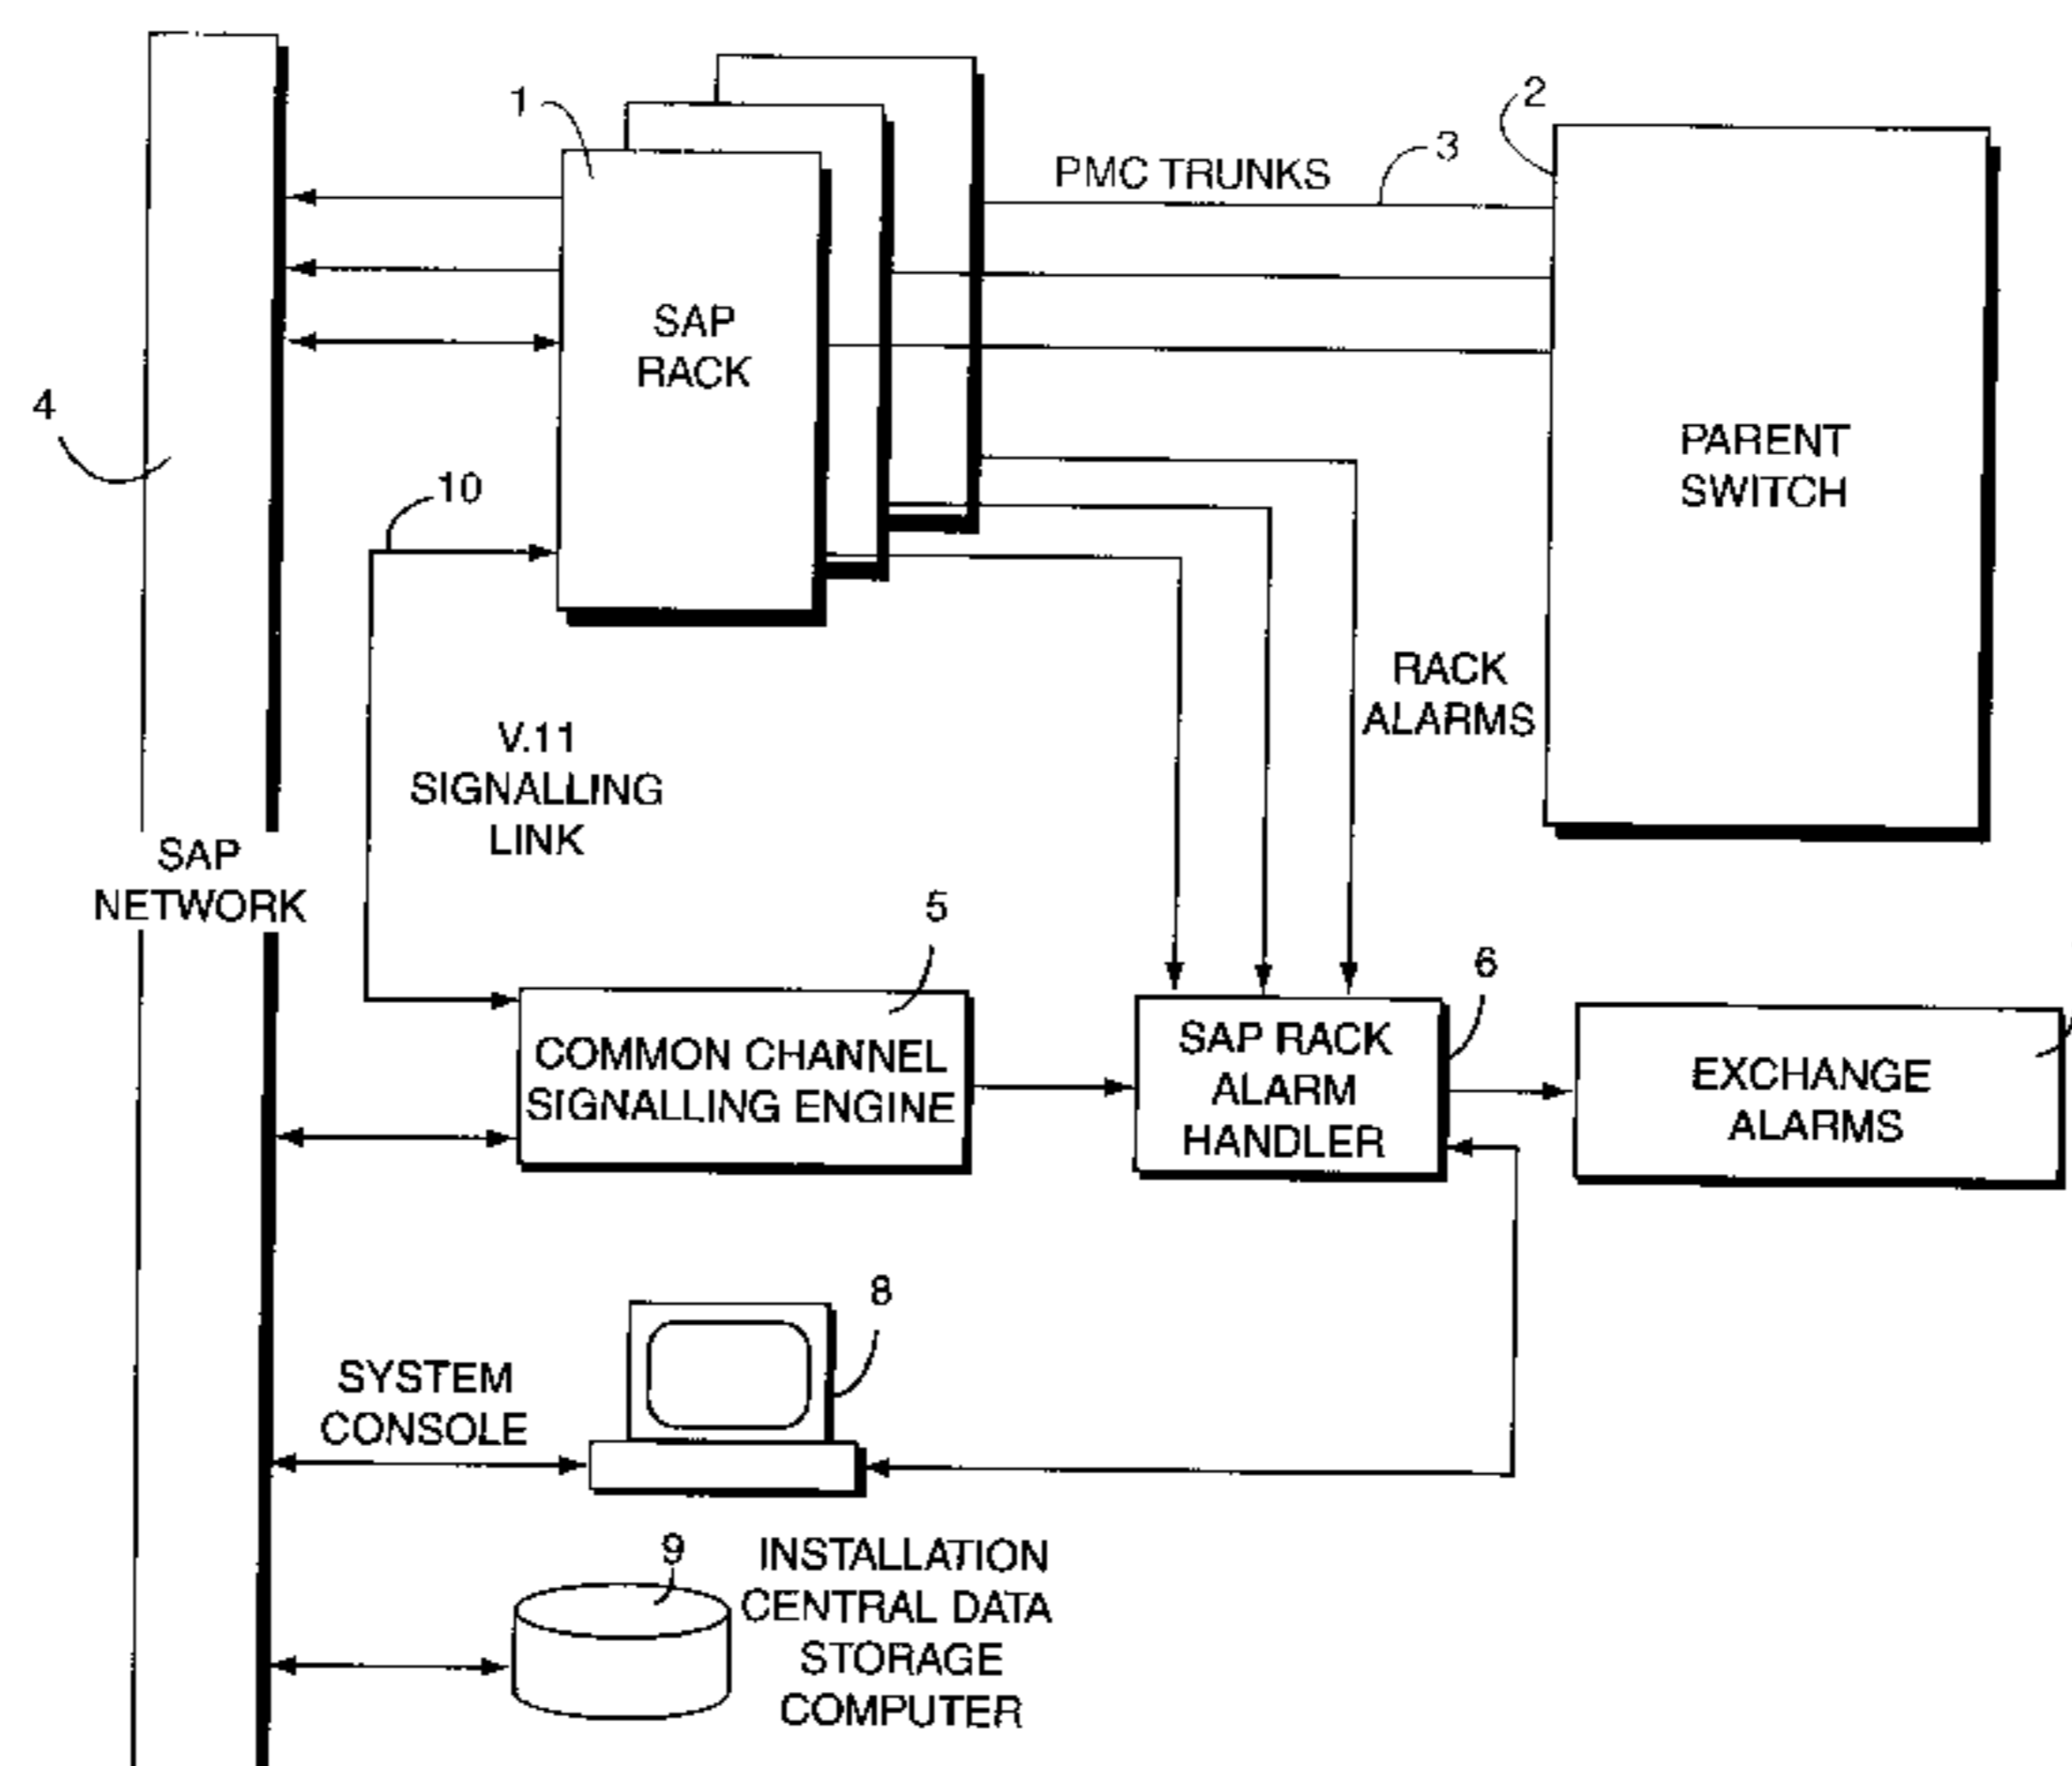 1
2
3
PMC TRUNKS
SAP
RACK
4
PARENT
SWITCH
10
RACK
ALARMS
V.11
SIGNALLING
LINK
SAP
NETWORK
5
6
COMMON CHANNEL
SIGNALLING ENGINE
SAP RACK
ALARM
HANDLER
EXCHANGE
ALARMS
8
SYSTEM
CONSOLE
9
INSTALLATION
CENTRAL DATA
STORAGE
COMPUTER